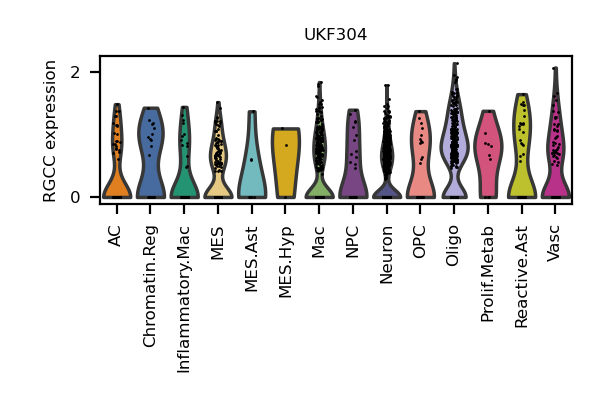 UKF304
RGCC expression
2
0
AC
Chromatin.Reg
Inflammatory.Mac
MES
MES.Ast
MES.Hyp
Mac
NPC
Neuron
OPC
Oligo
Prolif.Metab
Reactive.Ast
Vasc